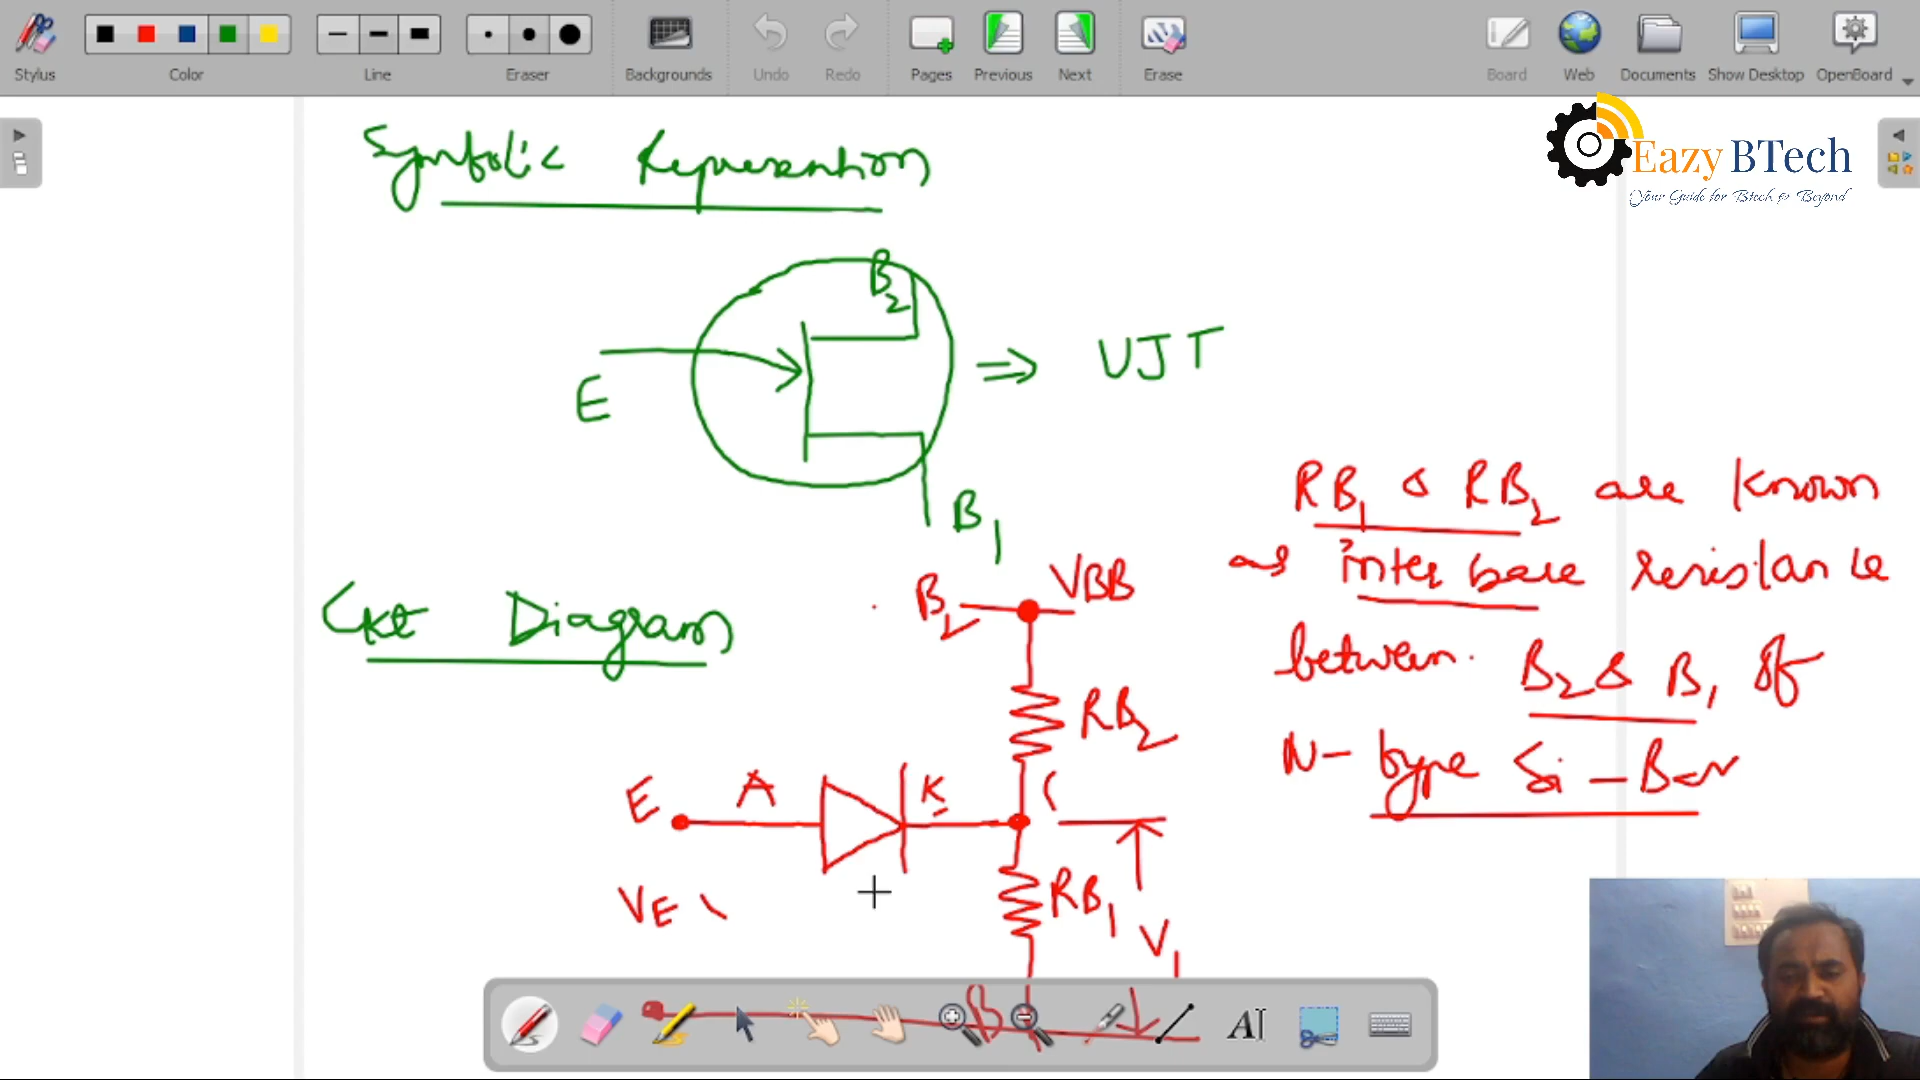 Stylus
Color
Line
Eraser
Backgrounds
Undo
Redo
Pages
Previous
Next
Erase
Board
Web
Documents
Show Desktop
OpenBoard
Eazy BTech
Your Guide for Btech & Beyond
Symbolic Represention
B2
E
⇒ UJT
B1
RB1 & RB2 are known
as inter base resistance
between B2 & B1 of
N-type Si-Bar
Ckt Diagram
B2 VBB
RB2
E A K
VE
RB1
V1
B
AI